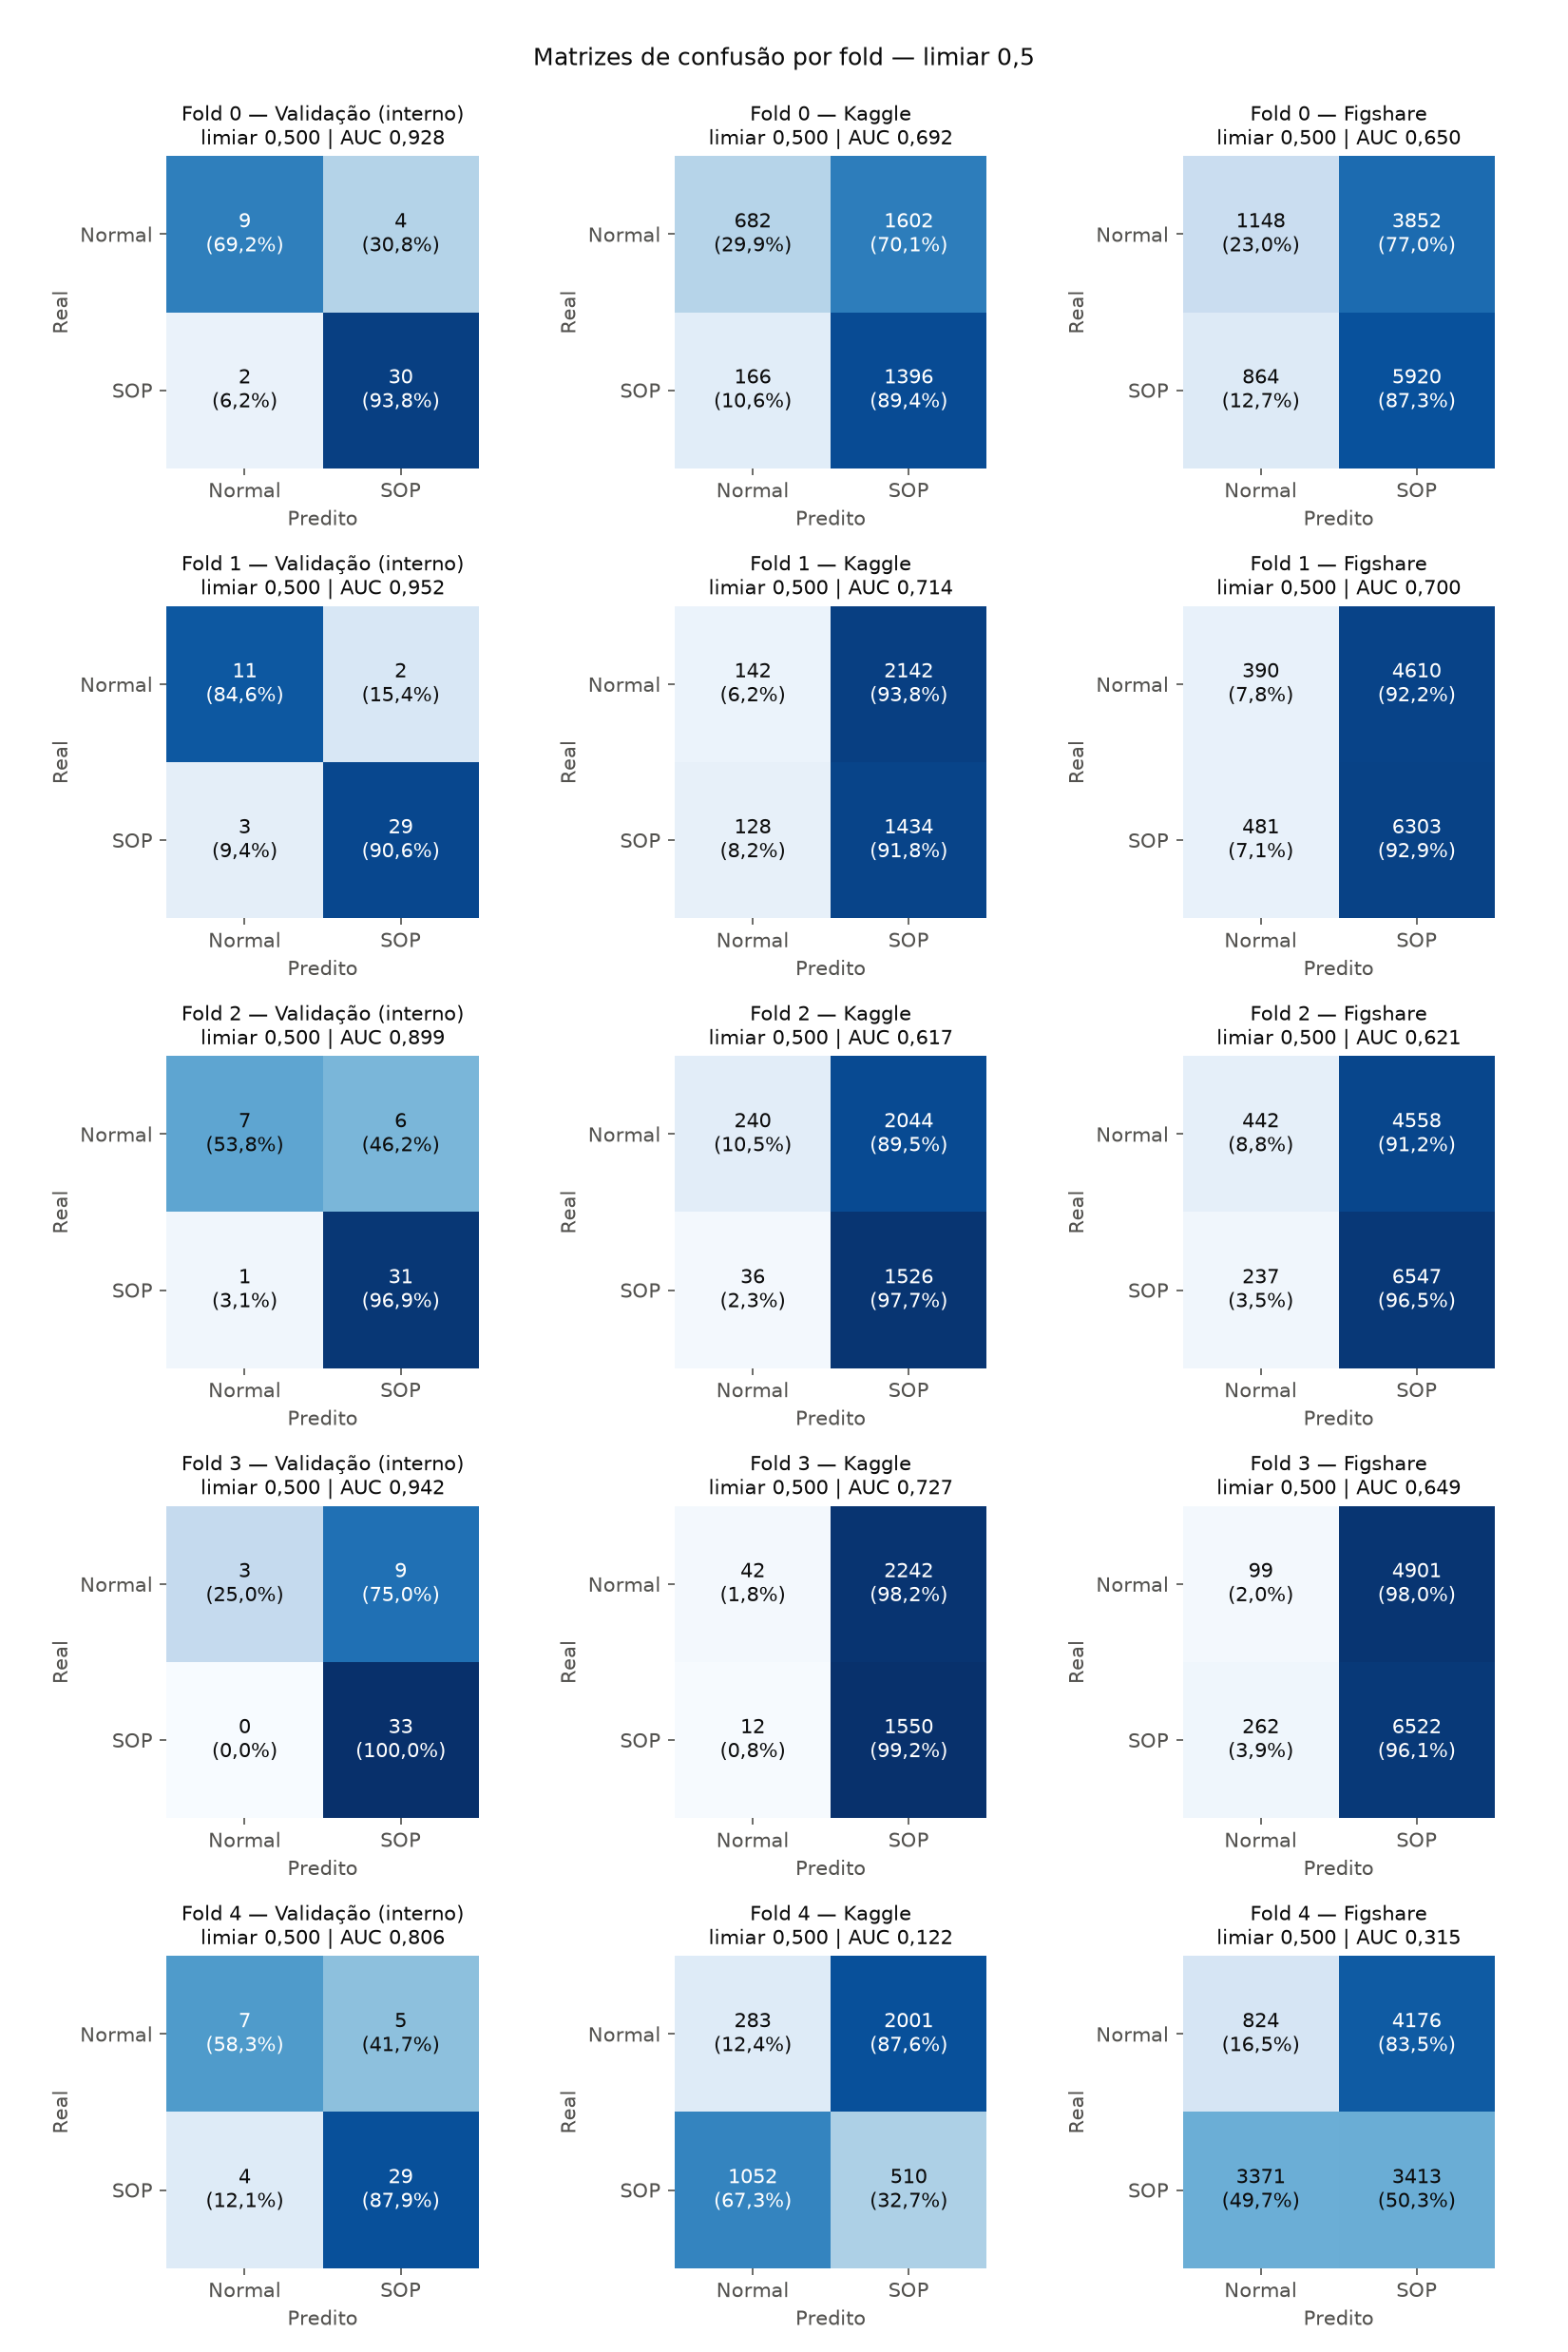 Matrizes de confusão por fold — limiar 0,5
Fold 0 — Validação (interno)
limiar 0,500 | AUC 0,928
Normal
SOP
Real
9
(69,2%)
4
(30,8%)
2
(6,2%)
30
(93,8%)
Normal
SOP
Predito
Fold 0 — Kaggle
limiar 0,500 | AUC 0,692
Normal
SOP
Real
682
(29,9%)
1602
(70,1%)
166
(10,6%)
1396
(89,4%)
Normal
SOP
Predito
Fold 0 — Figshare
limiar 0,500 | AUC 0,650
Normal
SOP
Real
1148
(23,0%)
3852
(77,0%)
864
(12,7%)
5920
(87,3%)
Normal
SOP
Predito
Fold 1 — Validação (interno)
limiar 0,500 | AUC 0,952
Normal
SOP
Real
11
(84,6%)
2
(15,4%)
3
(9,4%)
29
(90,6%)
Normal
SOP
Predito
Fold 1 — Kaggle
limiar 0,500 | AUC 0,714
Normal
SOP
Real
142
(6,2%)
2142
(93,8%)
128
(8,2%)
1434
(91,8%)
Normal
SOP
Predito
Fold 1 — Figshare
limiar 0,500 | AUC 0,700
Normal
SOP
Real
390
(7,8%)
4610
(92,2%)
481
(7,1%)
6303
(92,9%)
Normal
SOP
Predito
Fold 2 — Validação (interno)
limiar 0,500 | AUC 0,899
Normal
SOP
Real
7
(53,8%)
6
(46,2%)
1
(3,1%)
31
(96,9%)
Normal
SOP
Predito
Fold 2 — Kaggle
limiar 0,500 | AUC 0,617
Normal
SOP
Real
240
(10,5%)
2044
(89,5%)
36
(2,3%)
1526
(97,7%)
Normal
SOP
Predito
Fold 2 — Figshare
limiar 0,500 | AUC 0,621
Normal
SOP
Real
442
(8,8%)
4558
(91,2%)
237
(3,5%)
6547
(96,5%)
Normal
SOP
Predito
Fold 3 — Validação (interno)
limiar 0,500 | AUC 0,942
Normal
SOP
Real
3
(25,0%)
9
(75,0%)
0
(0,0%)
33
(100,0%)
Normal
SOP
Predito
Fold 3 — Kaggle
limiar 0,500 | AUC 0,727
Normal
SOP
Real
42
(1,8%)
2242
(98,2%)
12
(0,8%)
1550
(99,2%)
Normal
SOP
Predito
Fold 3 — Figshare
limiar 0,500 | AUC 0,649
Normal
SOP
Real
99
(2,0%)
4901
(98,0%)
262
(3,9%)
6522
(96,1%)
Normal
SOP
Predito
Fold 4 — Validação (interno)
limiar 0,500 | AUC 0,806
Normal
SOP
Real
7
(58,3%)
5
(41,7%)
4
(12,1%)
29
(87,9%)
Normal
SOP
Predito
Fold 4 — Kaggle
limiar 0,500 | AUC 0,122
Normal
SOP
Real
283
(12,4%)
2001
(87,6%)
1052
(67,3%)
510
(32,7%)
Normal
SOP
Predito
Fold 4 — Figshare
limiar 0,500 | AUC 0,315
Normal
SOP
Real
824
(16,5%)
4176
(83,5%)
3371
(49,7%)
3413
(50,3%)
Normal
SOP
Predito